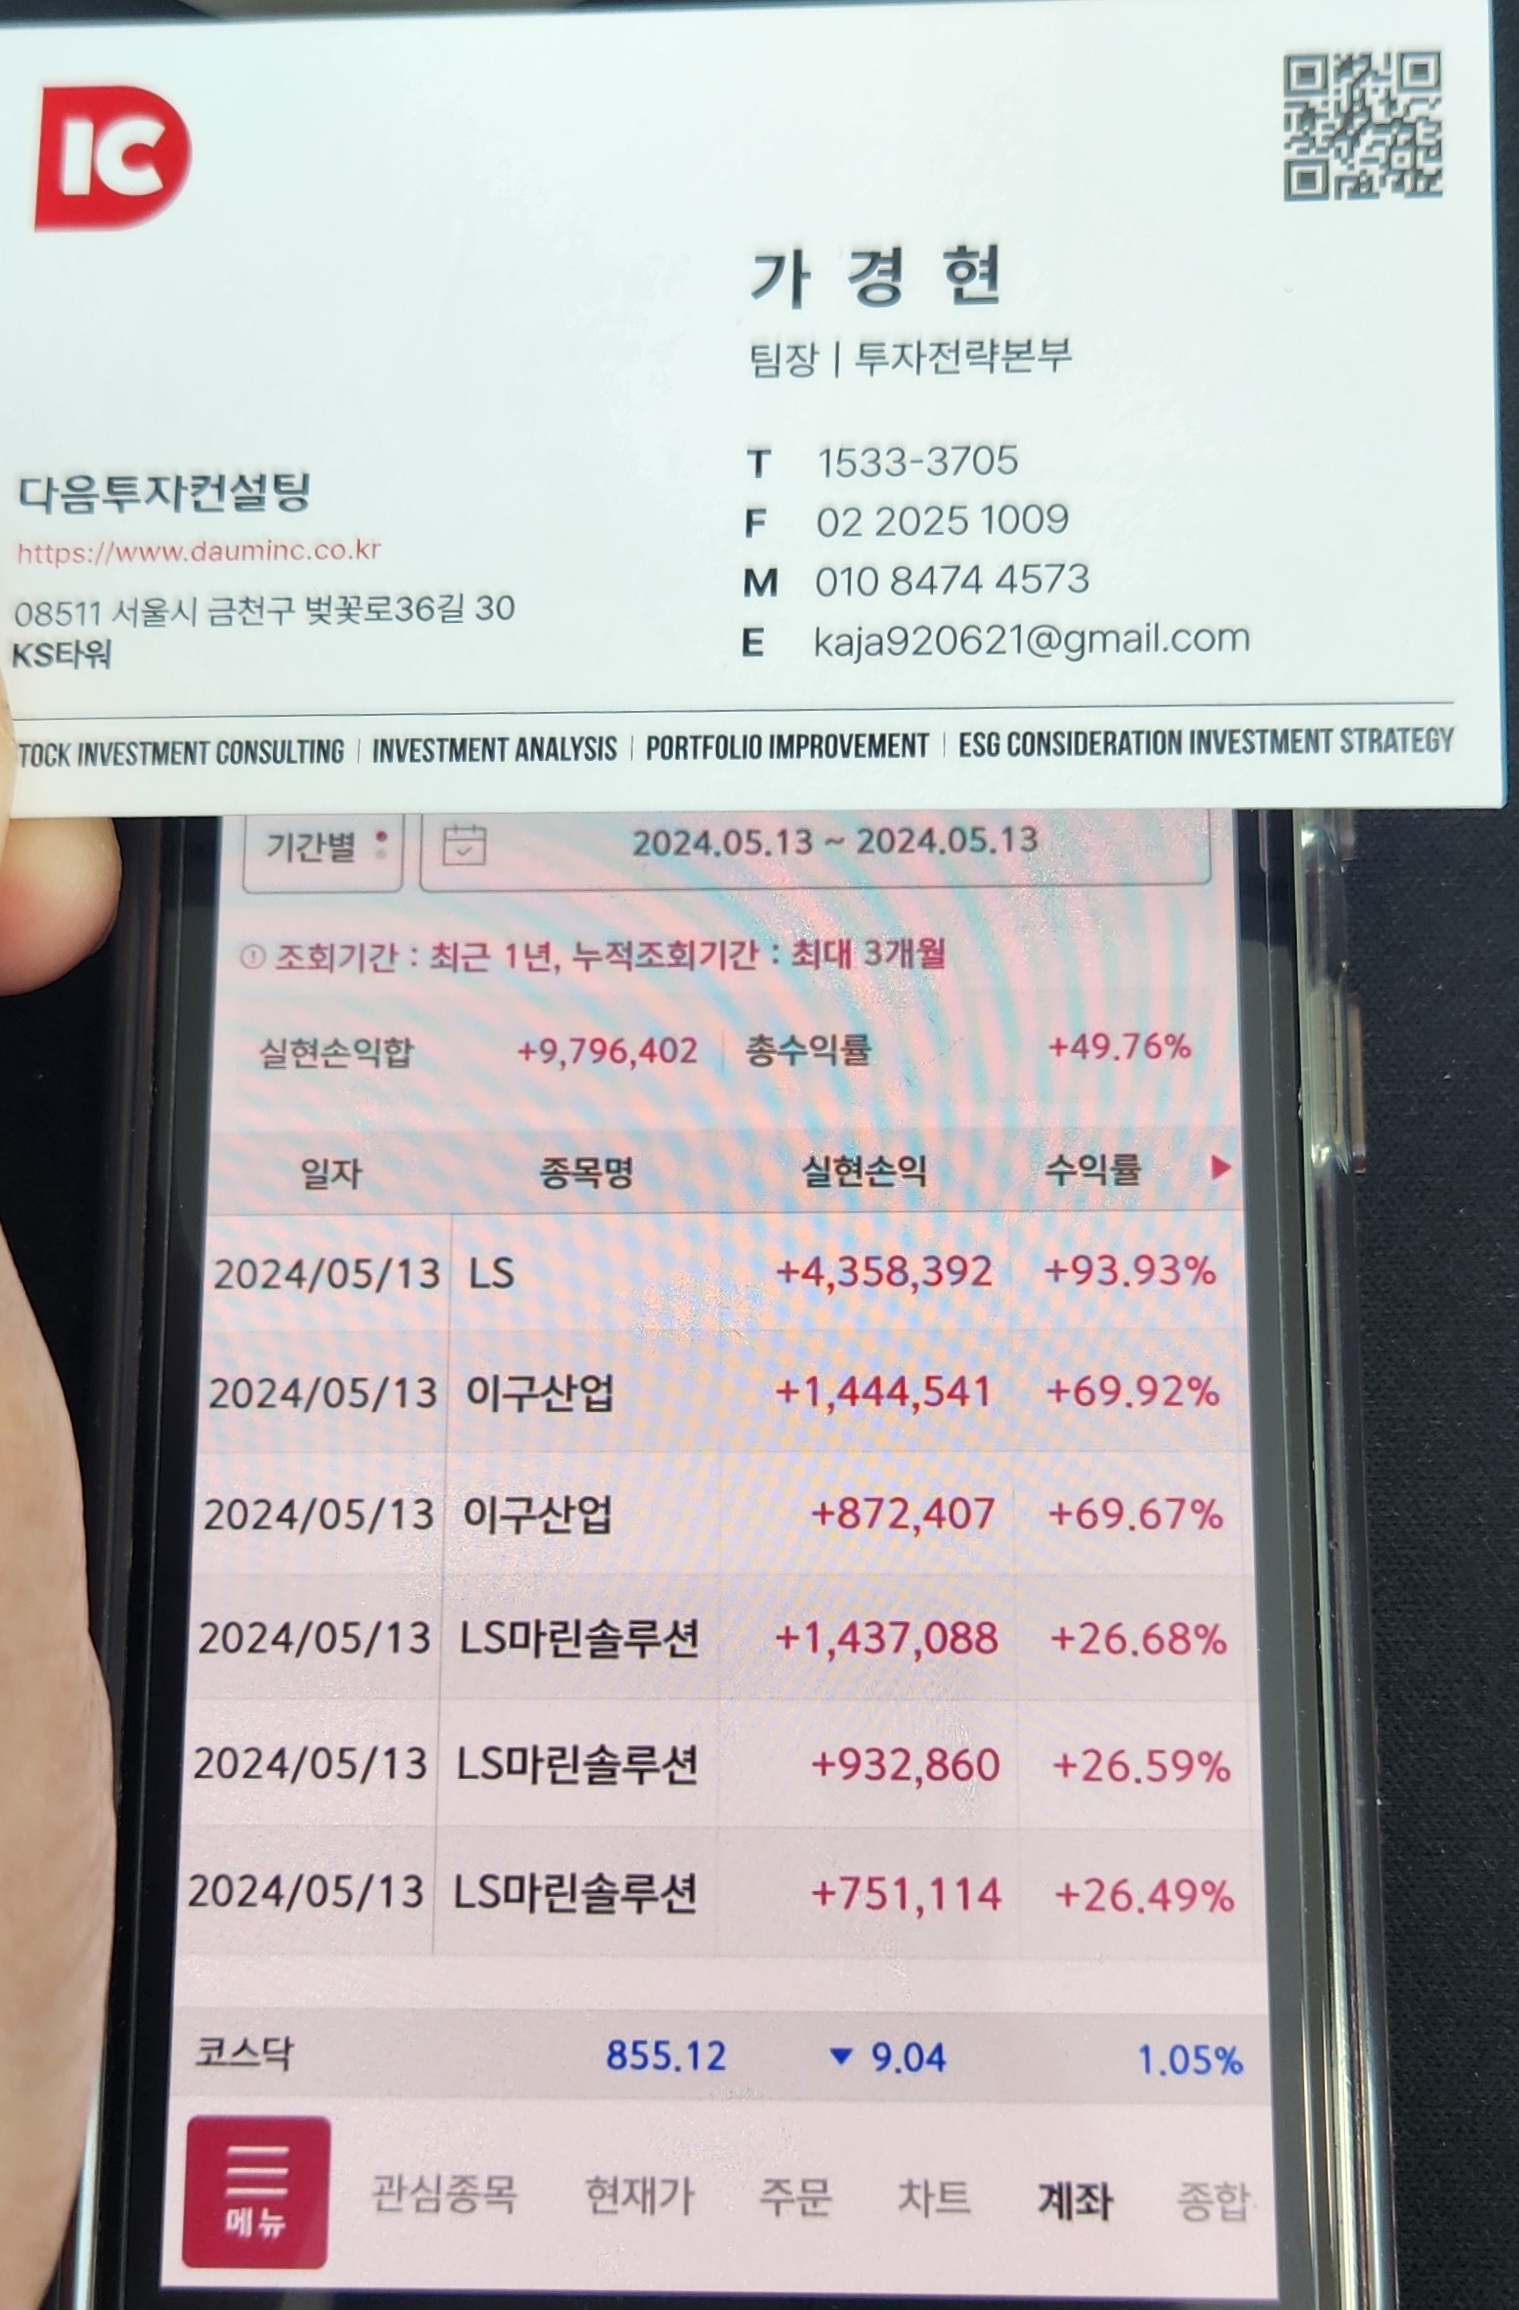 IC
가경현
팀장 | 투자전략본부
T 1533-3705
F 02 2025 1009
M 010 8474 4573
E kaja920621@gmail.com
다음투자컨설팅
https://www.dauminc.co.kr
08511 서울시 금천구 벚꽃로36길 30
KS타워
TOCK INVESTMENT CONSULTING | INVESTMENT ANALYSIS | PORTFOLIO IMPROVEMENT | ESG CONSIDERATION INVESTMENT STRATEGY
기간별 2024.05.13 ~ 2024.05.13
조회기간 : 최근 1년, 누적조회기간 : 최대 3개월
실현손익합 +9,796,402 총수익률 +49.76%
일자 종목명 실현손익 수익률
2024/05/13 LS +4,358,392 +93.93%
2024/05/13 이구산업 +1,444,541 +69.92%
2024/05/13 이구산업 +872,407 +69.67%
2024/05/13 LS마린솔루션 +1,437,088 +26.68%
2024/05/13 LS마린솔루션 +932,860 +26.59%
2024/05/13 LS마린솔루션 +751,114 +26.49%
코스닥 855.12 ▼ 9.04 1.05%
메뉴 관심종목 현재가 주문 차트 계좌 종합